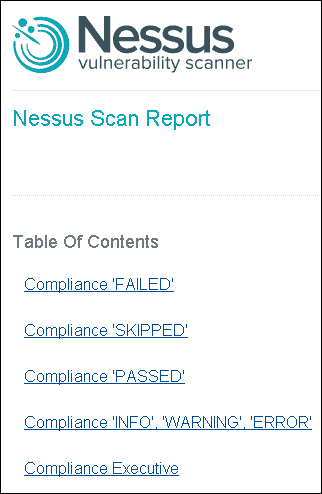 Nessus
vulnerability scanner
Nessus Scan Report
Table Of Contents
Compliance 'FAILED'
Compliance 'SKIPPED'
Compliance 'PASSED'
Compliance 'INFO', 'WARNING', 'ERROR'
Compliance Executive